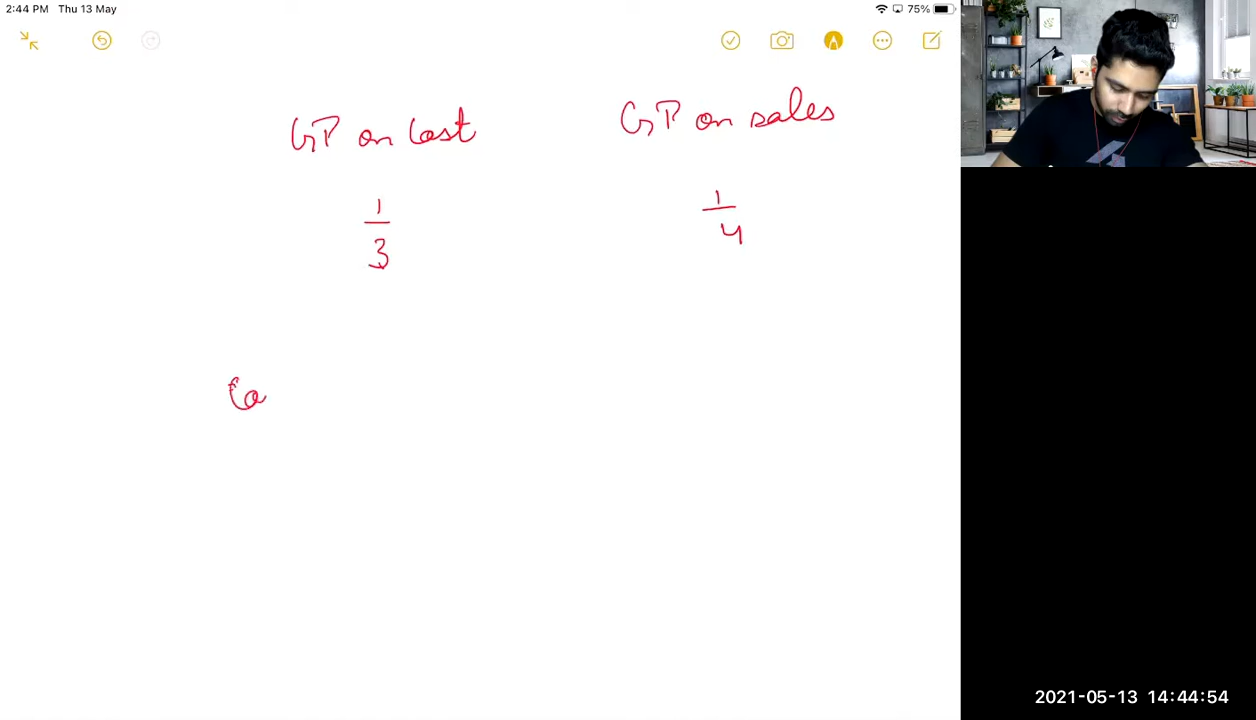 2:44 PM Thu 13 May
75%
GP on Cost
GP on sales
1
3
1
4
Co
2021-05-13 14:44:54